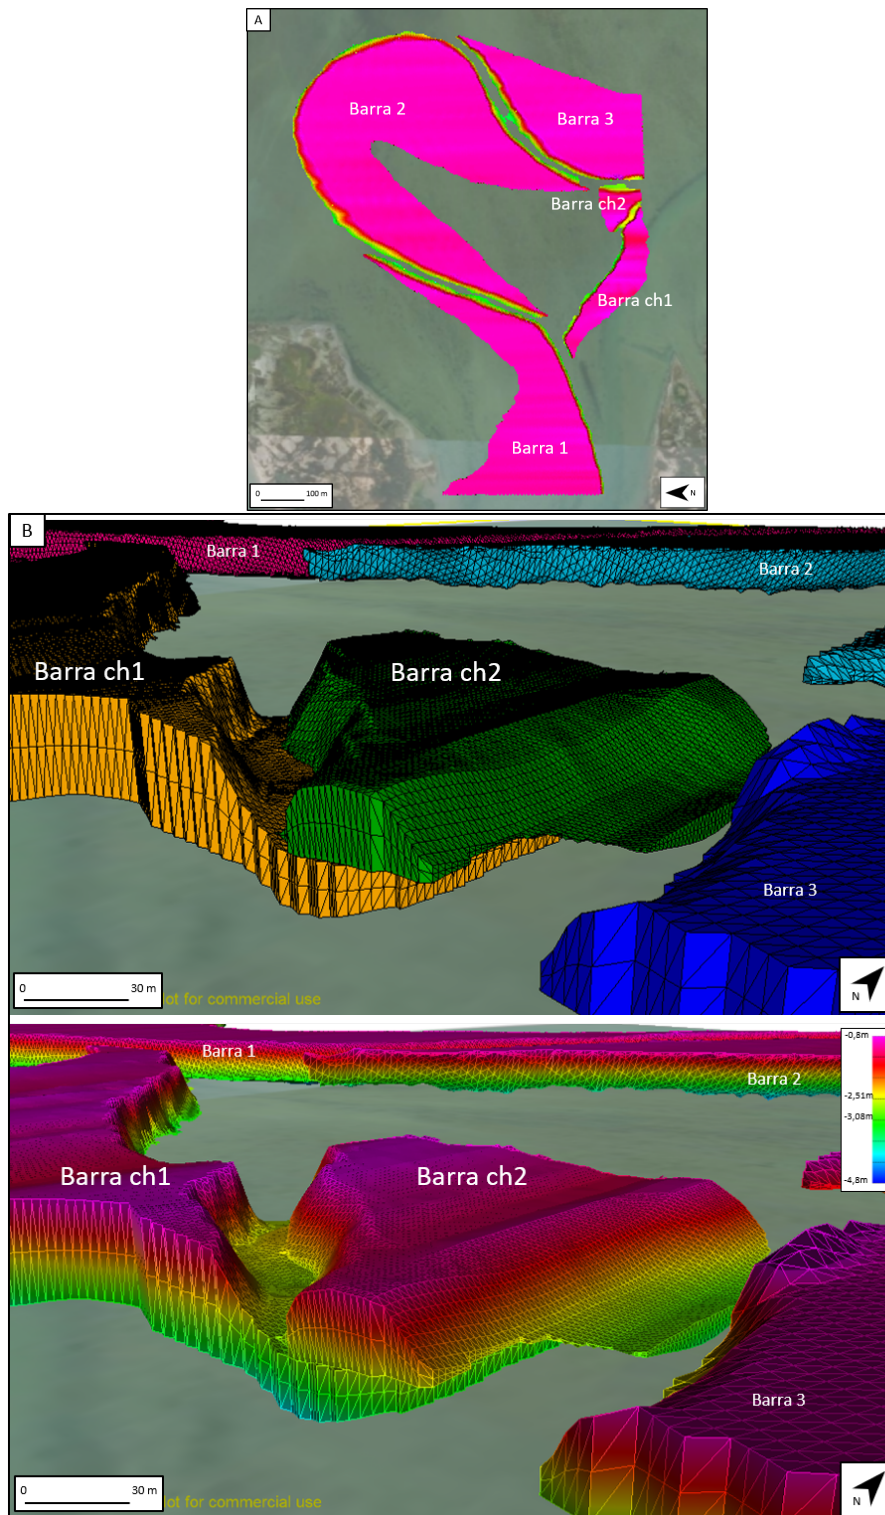 A
Barra 2
Barra 3
Barra ch2
Barra ch1
Barra 1
0 100 m
N
B
Barra 1
Barra 2
Barra ch1
Barra ch2
Barra 3
0 30 m
ot for commercial use
N
-0,8m
Barra 1
-2,51m
Barra 2
-3,08m
Barra ch1
Barra ch2
-4,8m
Barra 3
0 30 m
ot for commercial use
N